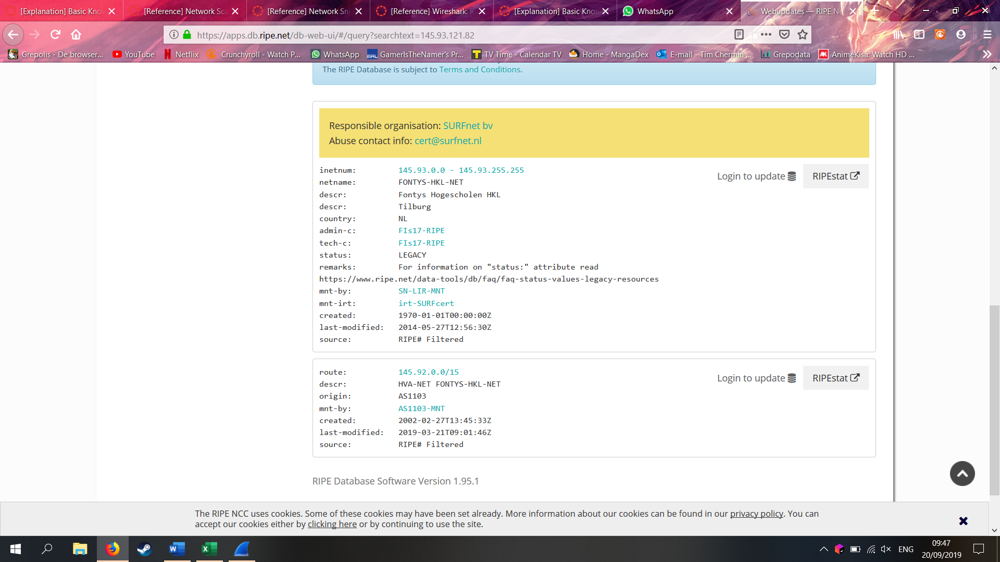 [Explanation] Basic Kno
[Reference] Network Sca
[Reference] Network Sni
[Reference] Wireshark: I
[Explanation] Basic Kno
WhatsApp
Webupdates — RIPE Ne
https://apps.db.ripe.net/db-web-ui/#/query?searchtext=145.93.121.82
Grepolis - De browser...
YouTube
Netflix
Crunchyroll - Watch P...
WhatsApp
MAL GamerIsTheNamer's Pr...
TV Time - Calendar TV
Home - MangaDex
E-mail - Tim Chermin ...
Grepodata
AK AnimeKisa: Watch HD ...
The RIPE Database is subject to Terms and Conditions.
Responsible organisation: SURFnet bv
Abuse contact info: cert@surfnet.nl
inetnum: 145.93.0.0 - 145.93.255.255
Login to update RIPEstat
netname: FONTYS-HKL-NET
descr: Fontys Hogescholen HKL
descr: Tilburg
country: NL
admin-c: FIs17-RIPE
tech-c: FIs17-RIPE
status: LEGACY
remarks: For information on "status:" attribute read
https://www.ripe.net/data-tools/db/faq/faq-status-values-legacy-resources
mnt-by: SN-LIR-MNT
mnt-irt: irt-SURFcert
created: 1970-01-01T00:00:00Z
last-modified: 2014-05-27T12:56:30Z
source: RIPE# Filtered
route: 145.92.0.0/15
Login to update RIPEstat
descr: HVA-NET FONTYS-HKL-NET
origin: AS1103
mnt-by: AS1103-MNT
created: 2002-02-27T13:45:33Z
last-modified: 2019-03-21T09:01:46Z
source: RIPE# Filtered
RIPE Database Software Version 1.95.1
The RIPE NCC uses cookies. Some of these cookies may have been set already. More information about our cookies can be found in our privacy policy. You can
accept our cookies either by clicking here or by continuing to use the site.
ENG
09:47
20/09/2019